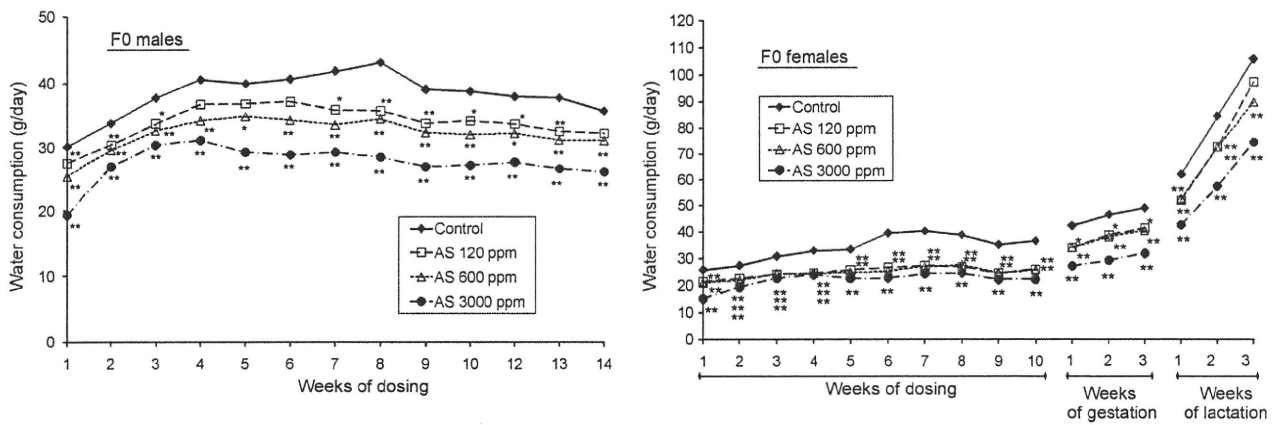 F0 males
Water consumption (g/day)
50
40
30
20
10
0
Control
AS 120 ppm
AS 600 ppm
AS 3000 ppm
1 2 3 4 5 6 7 8 9 10 12 13 14
Weeks of dosing
F0 females
Water consumption (g/day)
120
110
100
90
80
70
60
50
40
30
20
10
0
Control
AS 120 ppm
AS 600 ppm
AS 3000 ppm
1 2 3 4 5 6 7 8 9 10
Weeks of dosing
1 2 3
Weeks
of gestation
1 2 3
Weeks
of lactation